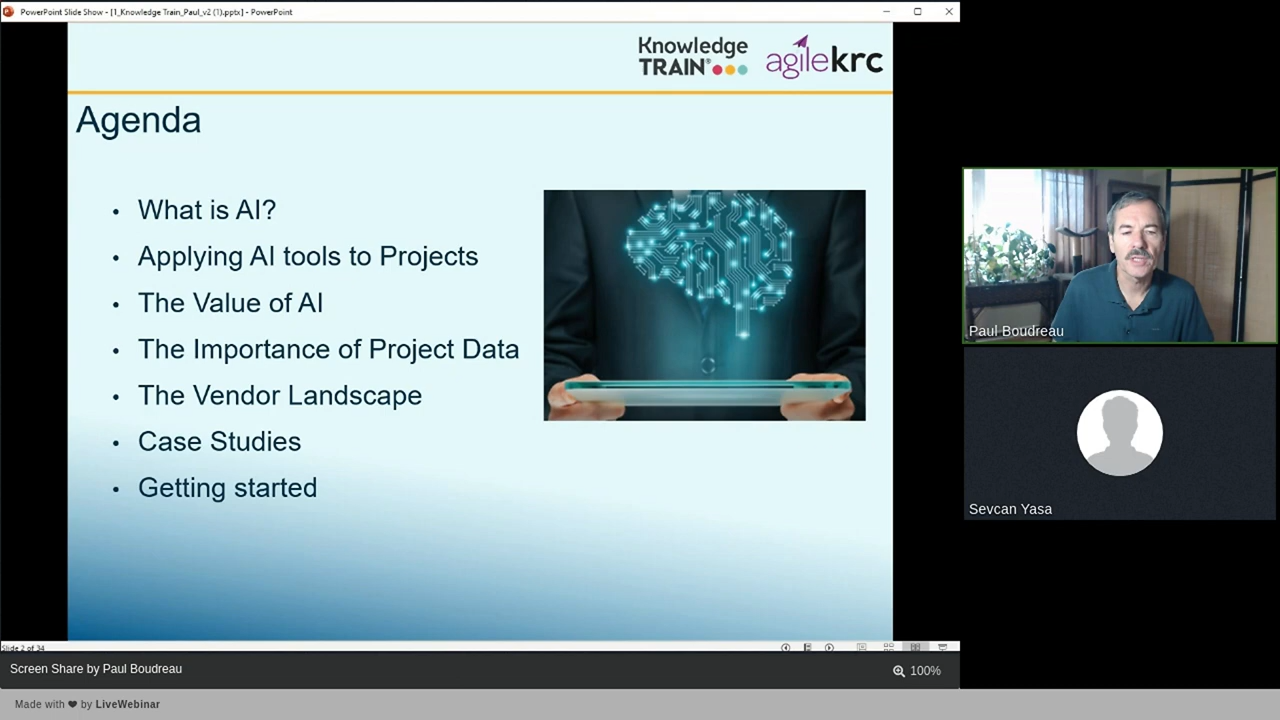 PowerPoint Slide Show - [1_Knowledge Train_Paul_v2 (1).pptx] - PowerPoint
Knowledge
TRAIN®
agilekrc
Agenda
• What is AI?
• Applying AI tools to Projects
• The Value of AI
• The Importance of Project Data
• The Vendor Landscape
• Case Studies
• Getting started
Paul Boudreau
Sevcan Yasa
Slide 2 of 34
Screen Share by Paul Boudreau
100%
Made with ❤ by LiveWebinar